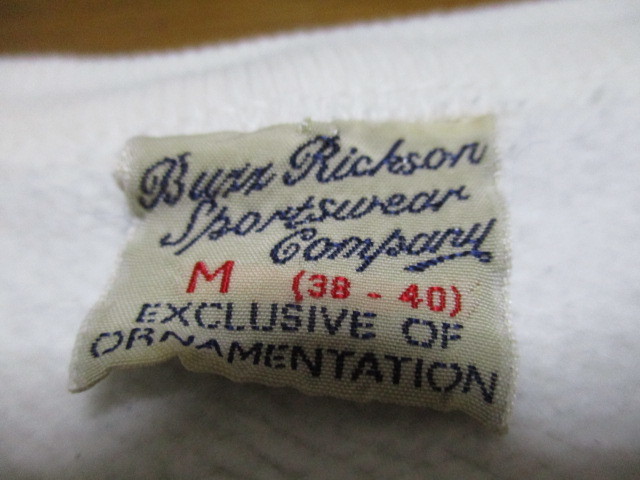 Buzz Rickson
Sportswear
Company
M (38 - 40)
EXCLUSIVE OF
ORNAMENTATION